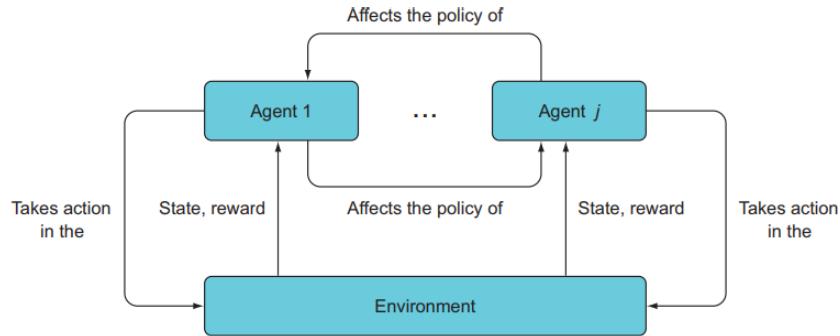 Affects the policy of
Agent 1
...
Agent j
Takes action
in the
State, reward
Affects the policy of
State, reward
Takes action
in the
Environment